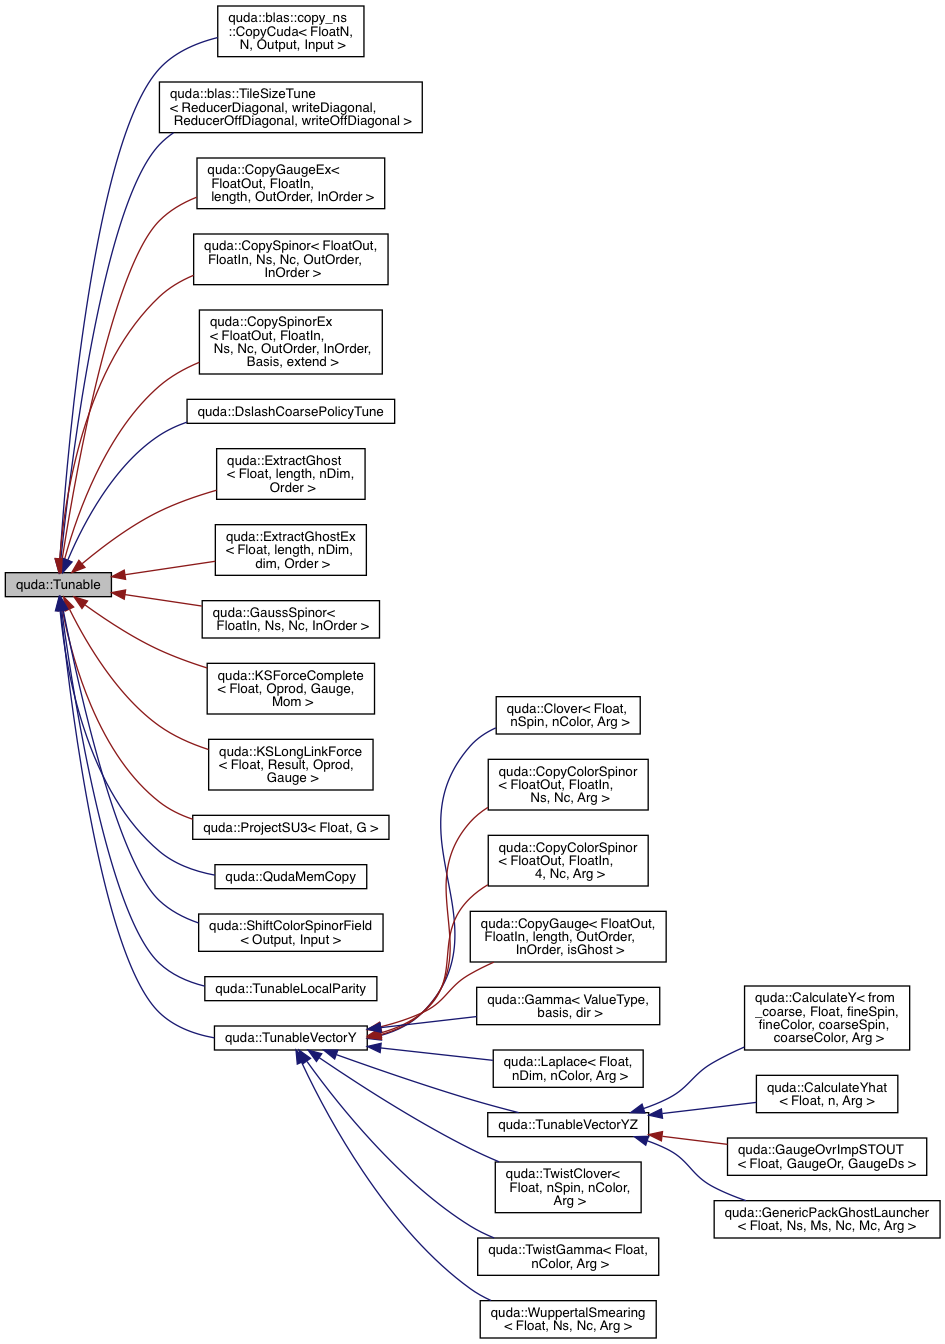 quda::blas::copy_ns
::CopyCuda< FloatN,
N, Output, Input >
quda::blas::TileSizeTune
< ReducerDiagonal, writeDiagonal,
ReducerOffDiagonal, writeOffDiagonal >
quda::CopyGaugeEx<
FloatOut, FloatIn,
length, OutOrder, InOrder >
quda::CopySpinor< FloatOut,
FloatIn, Ns, Nc, OutOrder,
InOrder >
quda::CopySpinorEx
< FloatOut, FloatIn,
Ns, Nc, OutOrder, InOrder,
Basis, extend >
quda::DslashCoarsePolicyTune
quda::ExtractGhost
< Float, length, nDim,
Order >
quda::ExtractGhostEx
< Float, length, nDim,
dim, Order >
quda::Tunable
quda::GaussSpinor<
FloatIn, Ns, Nc, InOrder >
quda::KSForceComplete
< Float, Oprod, Gauge,
Mom >
quda::KSLongLinkForce
< Float, Result, Oprod,
Gauge >
quda::ProjectSU3< Float, G >
quda::QudaMemCopy
quda::ShiftColorSpinorField
< Output, Input >
quda::TunableLocalParity
quda::TunableVectorY
quda::Clover< Float,
nSpin, nColor, Arg >
quda::CopyColorSpinor
< FloatOut, FloatIn,
Ns, Nc, Arg >
quda::CopyColorSpinor
< FloatOut, FloatIn,
4, Nc, Arg >
quda::CopyGauge< FloatOut,
FloatIn, length, OutOrder,
InOrder, isGhost >
quda::Gamma< ValueType,
basis, dir >
quda::Laplace< Float,
nDim, nColor, Arg >
quda::TunableVectorYZ
quda::TwistClover<
Float, nSpin, nColor,
Arg >
quda::TwistGamma< Float,
nColor, Arg >
quda::WuppertalSmearing
< Float, Ns, Nc, Arg >
quda::CalculateY< from
_coarse, Float, fineSpin,
fineColor, coarseSpin,
coarseColor, Arg >
quda::CalculateYhat
< Float, n, Arg >
quda::GaugeOvrImpSTOUT
< Float, GaugeOr, GaugeDs >
quda::GenericPackGhostLauncher
< Float, Ns, Ms, Nc, Mc, Arg >